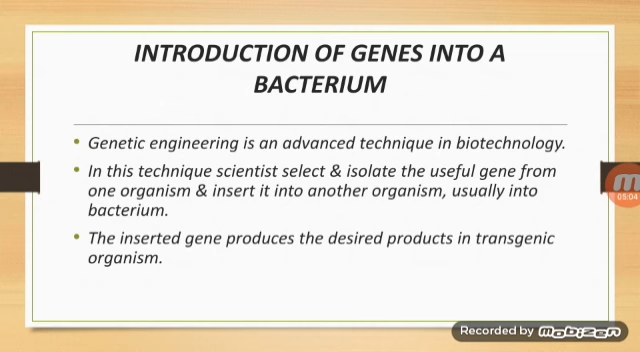 INTRODUCTION OF GENES INTO A
BACTERIUM
• Genetic engineering is an advanced technique in biotechnology.
• In this technique scientist select & isolate the useful gene from
one organism & insert it into another organism, usually into
bacterium.
• The inserted gene produces the desired products in transgenic
organism.
m
05:04
Recorded by mobizen